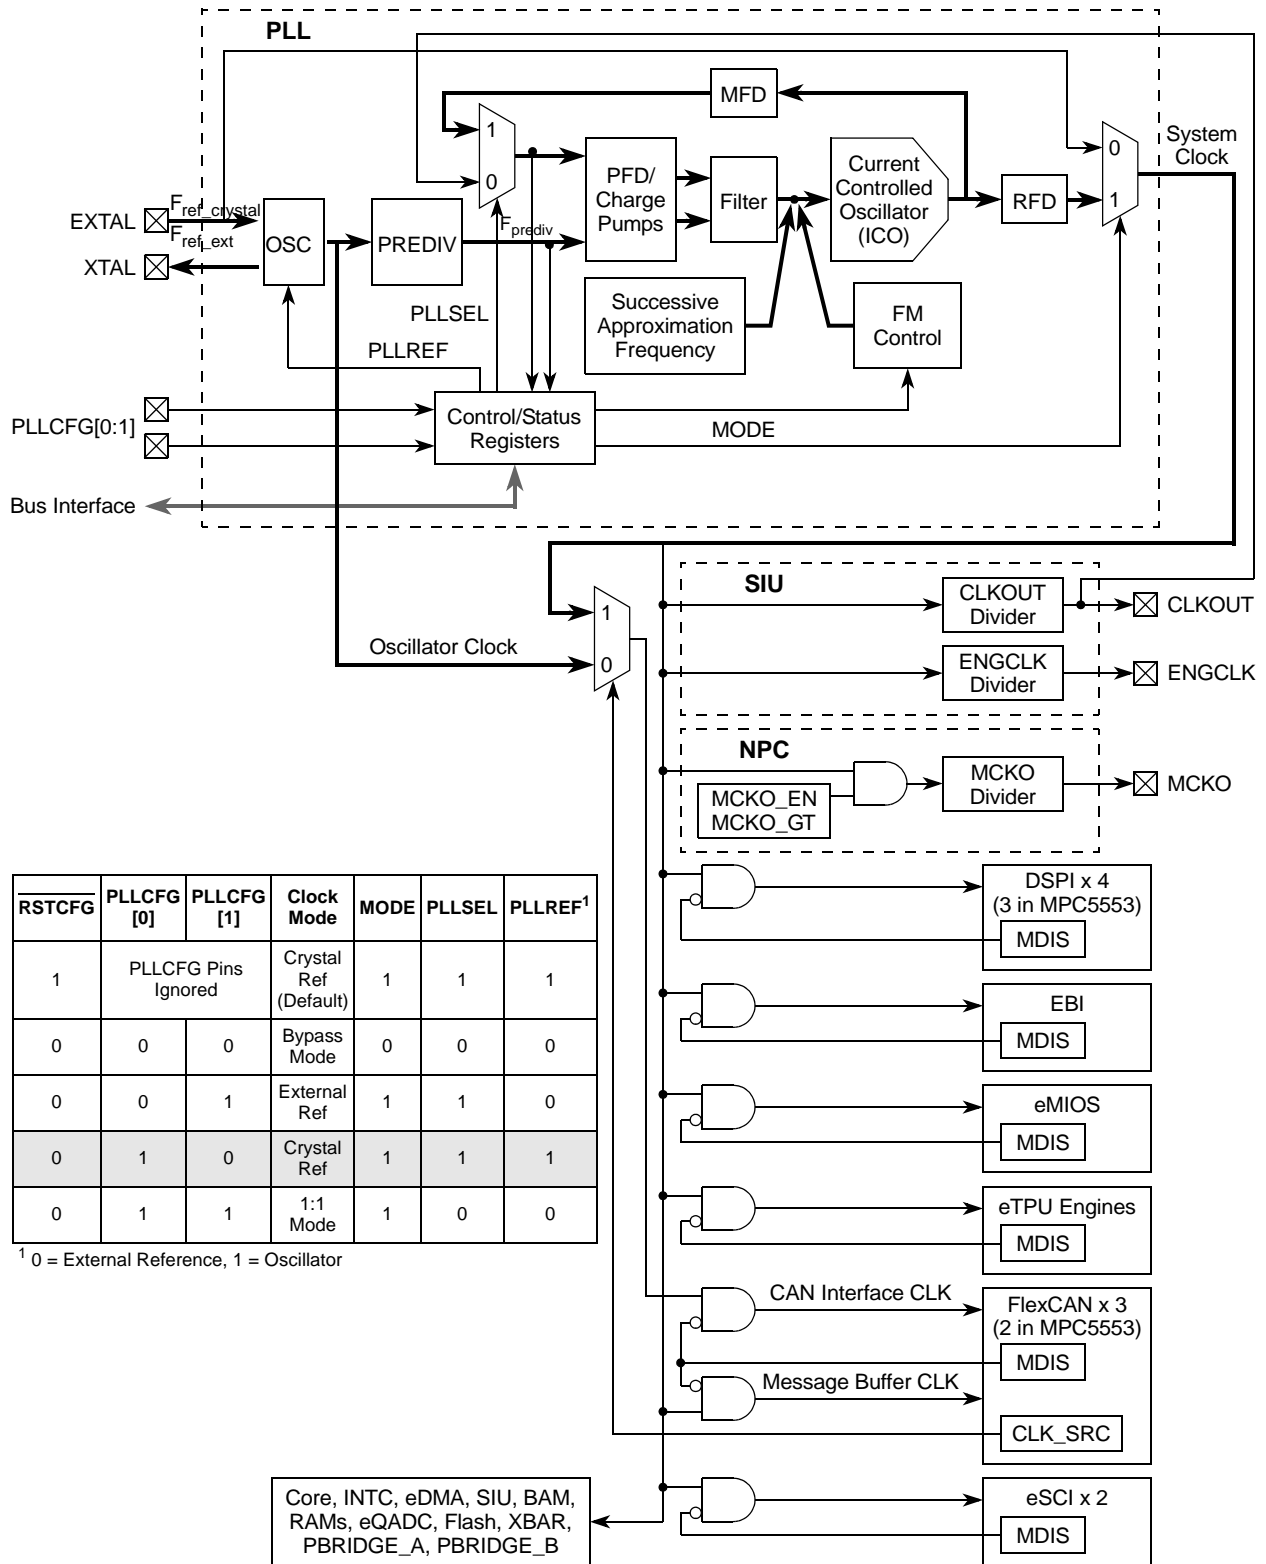 PLL
MFD
1
0
System
Clock
0
1
PFD/
Charge
Pumps
Filter
Current
Controlled
Oscillator
(ICO)
RFD
EXTAL
Fref_crystal
Fref_ext
XTAL
OSC
PREDIV
Fprediv
PLLSEL
PLLREF
Successive
Approximation
Frequency
FM
Control
PLLCFG[0:1]
Control/Status
Registers
MODE
Bus Interface
SIU
CLKOUT
Divider
CLKOUT
1
0
Oscillator Clock
ENGCLK
Divider
ENGCLK
NPC
MCKO_EN
MCKO_GT
MCKO
Divider
MCKO
DSPI x 4
(3 in MPC5553)
MDIS
EBI
MDIS
eMIOS
MDIS
eTPU Engines
MDIS
CAN Interface CLK
FlexCAN x 3
(2 in MPC5553)
MDIS
Message Buffer CLK
CLK_SRC
eSCI x 2
MDIS
Core, INTC, eDMA, SIU, BAM,
RAMs, eQADC, Flash, XBAR,
PBRIDGE_A, PBRIDGE_B
RSTCFG PLLCFG [0] PLLCFG [1] Clock Mode MODE PLLSEL PLLREF1
1 PLLCFG Pins Ignored Crystal Ref (Default) 1 1 1
0 0 0 Bypass Mode 0 0 0
0 0 1 External Ref 1 1 0
0 1 0 Crystal Ref 1 1 1
0 1 1 1:1 Mode 1 0 0
1 0 = External Reference, 1 = Oscillator